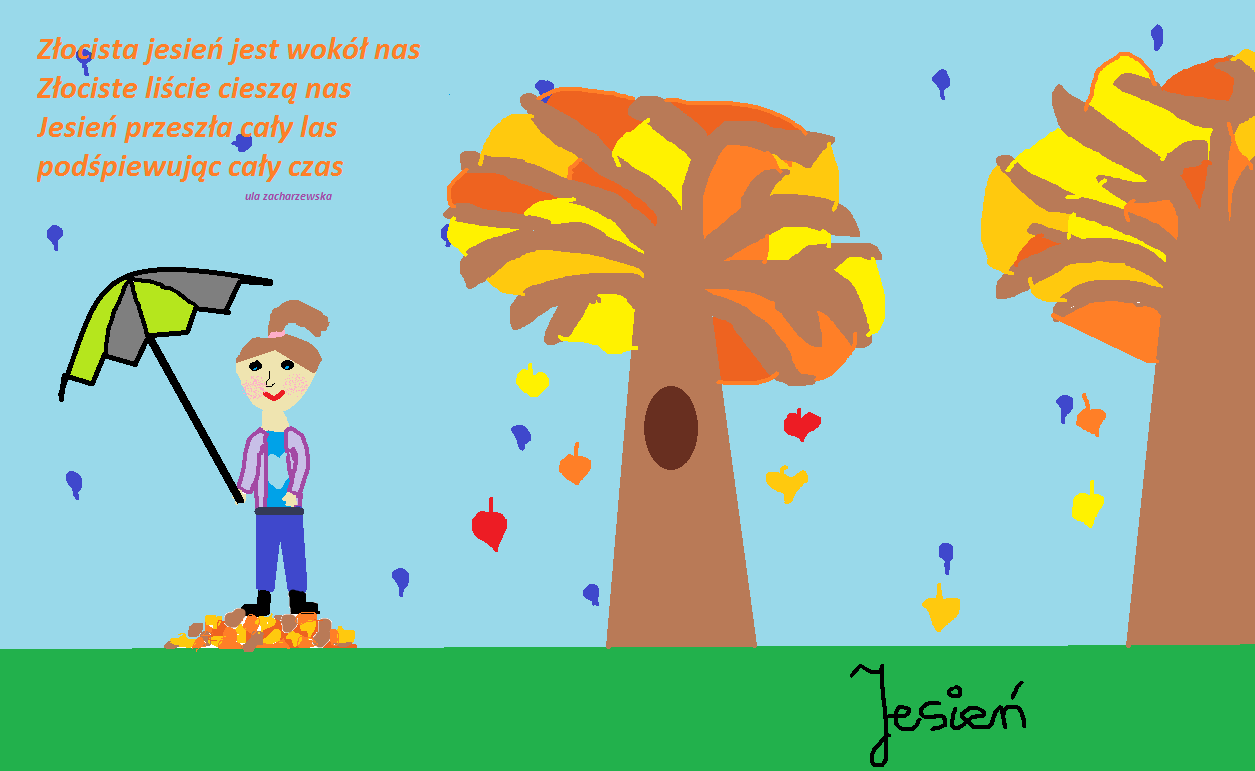 Złocista jesień jest wokół nas
Złociste liście cieszą nas
Jesień przeszła cały las
podśpiewując cały czas
ula zacharzewska
Jesień